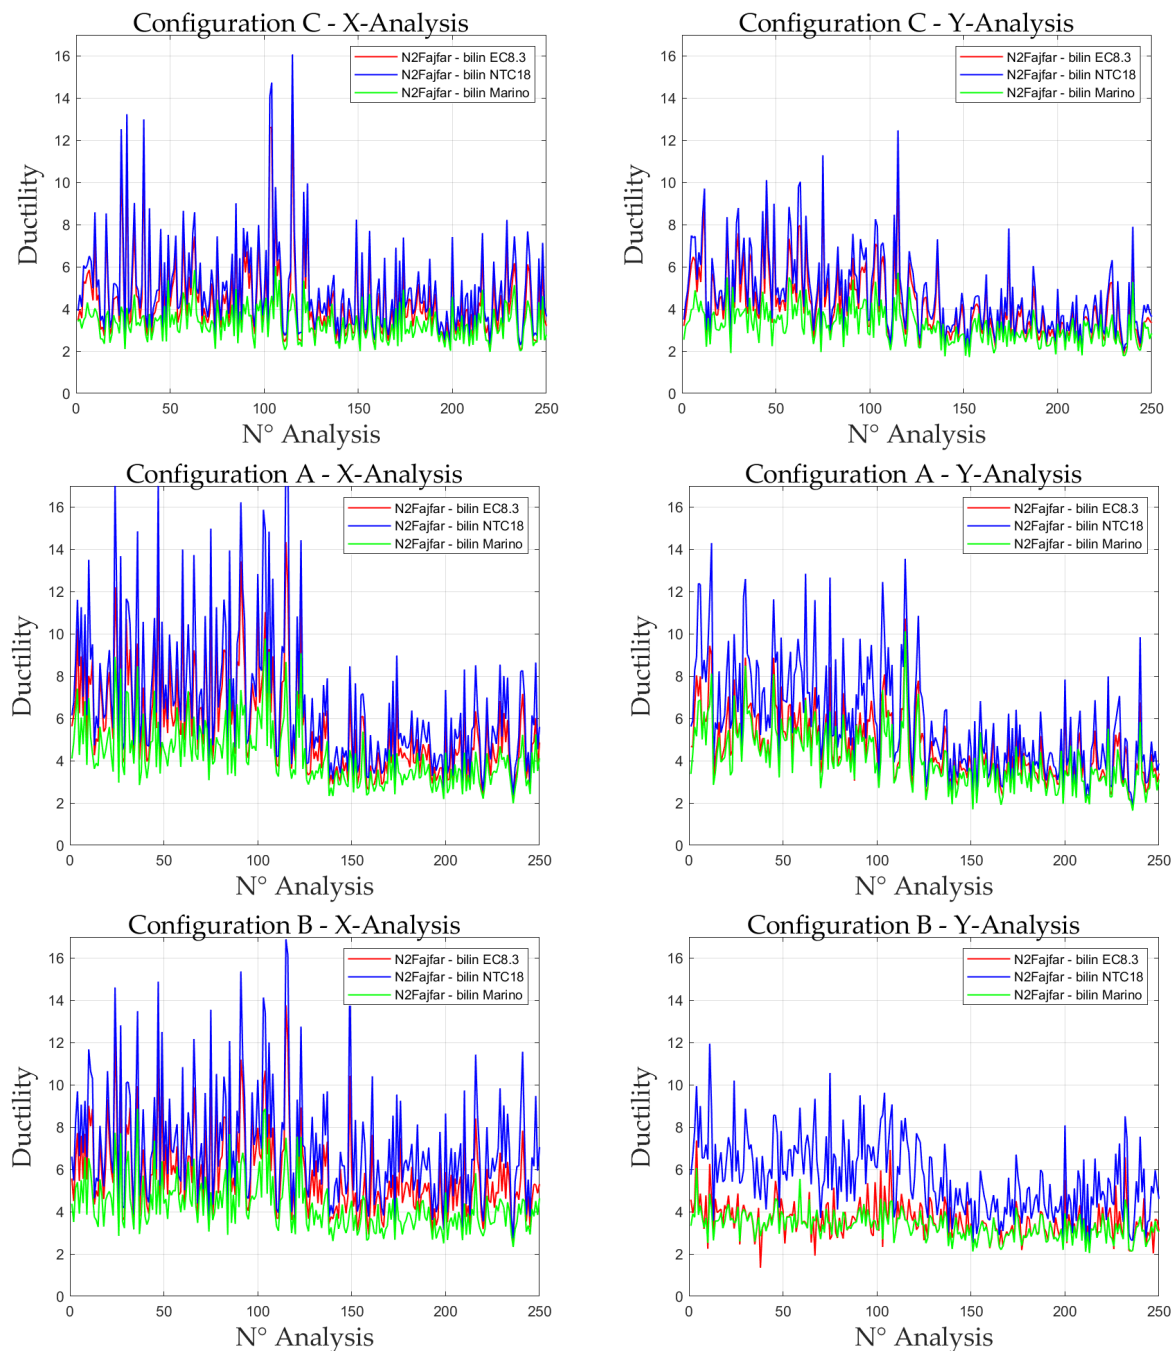 Configuration C - X-Analysis
N2Fajfar - bilin EC8.3
N2Fajfar - bilin NTC18
N2Fajfar - bilin Marino
Ductility
16
14
12
10
8
6
4
2
0
0 50 100 150 200 250
N° Analysis
Configuration C - Y-Analysis
N2Fajfar - bilin EC8.3
N2Fajfar - bilin NTC18
N2Fajfar - bilin Marino
Ductility
16
14
12
10
8
6
4
2
0
0 50 100 150 200 250
N° Analysis
Configuration A - X-Analysis
N2Fajfar - bilin EC8.3
N2Fajfar - bilin NTC18
N2Fajfar - bilin Marino
Ductility
16
14
12
10
8
6
4
2
0
0 50 100 150 200 250
N° Analysis
Configuration A - Y-Analysis
N2Fajfar - bilin EC8.3
N2Fajfar - bilin NTC18
N2Fajfar - bilin Marino
Ductility
16
14
12
10
8
6
4
2
0
0 50 100 150 200 250
N° Analysis
Configuration B - X-Analysis
N2Fajfar - bilin EC8.3
N2Fajfar - bilin NTC18
N2Fajfar - bilin Marino
Ductility
16
14
12
10
8
6
4
2
0
0 50 100 150 200 250
N° Analysis
Configuration B - Y-Analysis
N2Fajfar - bilin EC8.3
N2Fajfar - bilin NTC18
N2Fajfar - bilin Marino
Ductility
16
14
12
10
8
6
4
2
0
0 50 100 150 200 250
N° Analysis